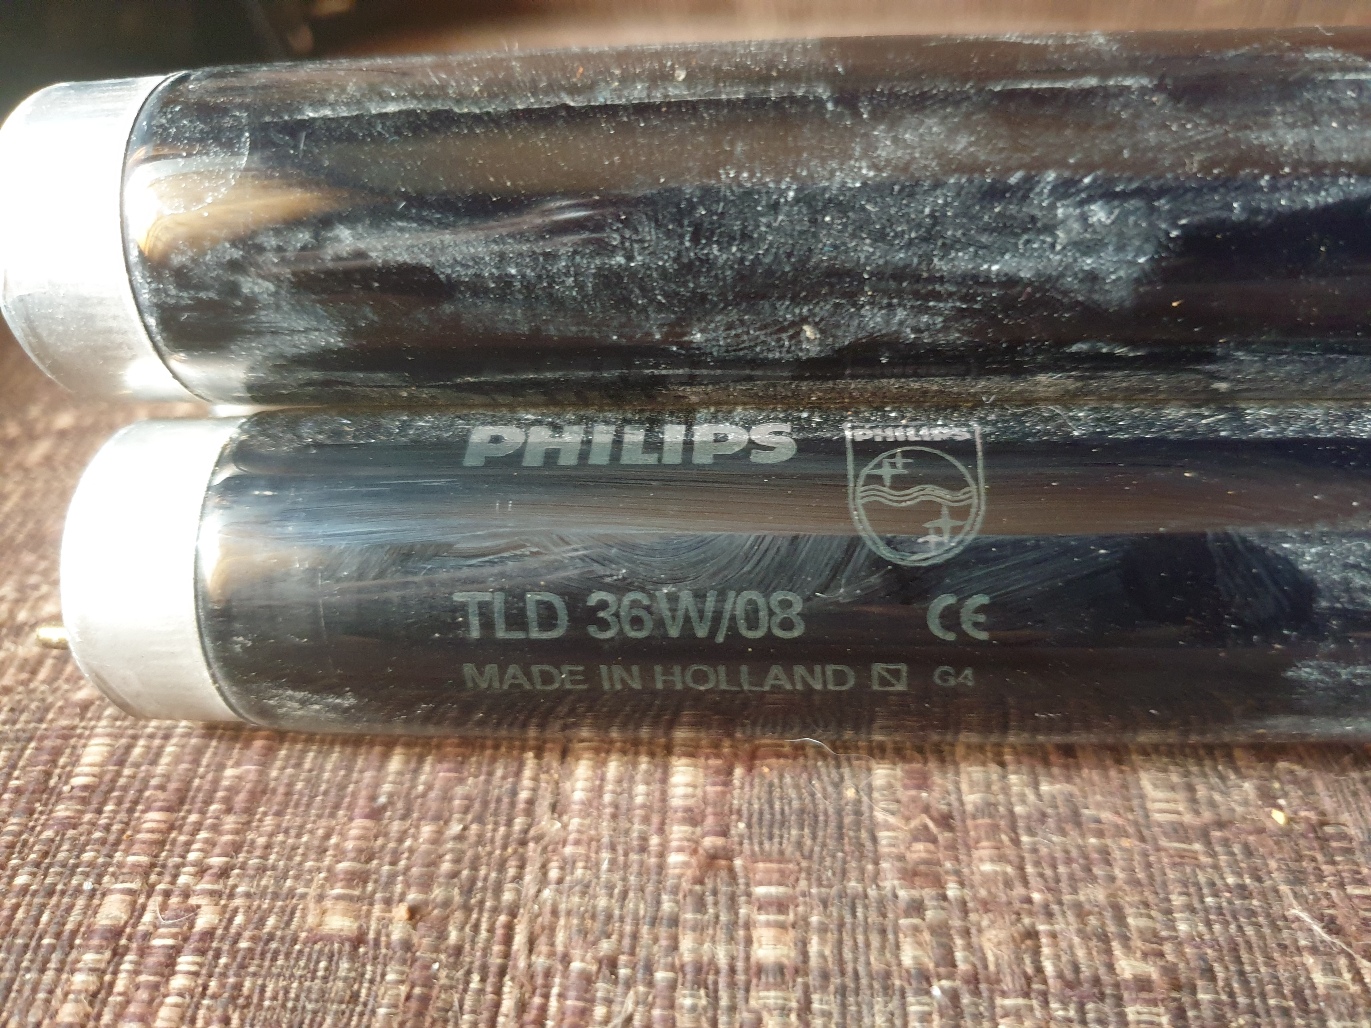 PHILIPS
PHILIPS
TLD 36W/08 CE
MADE IN HOLLAND G4